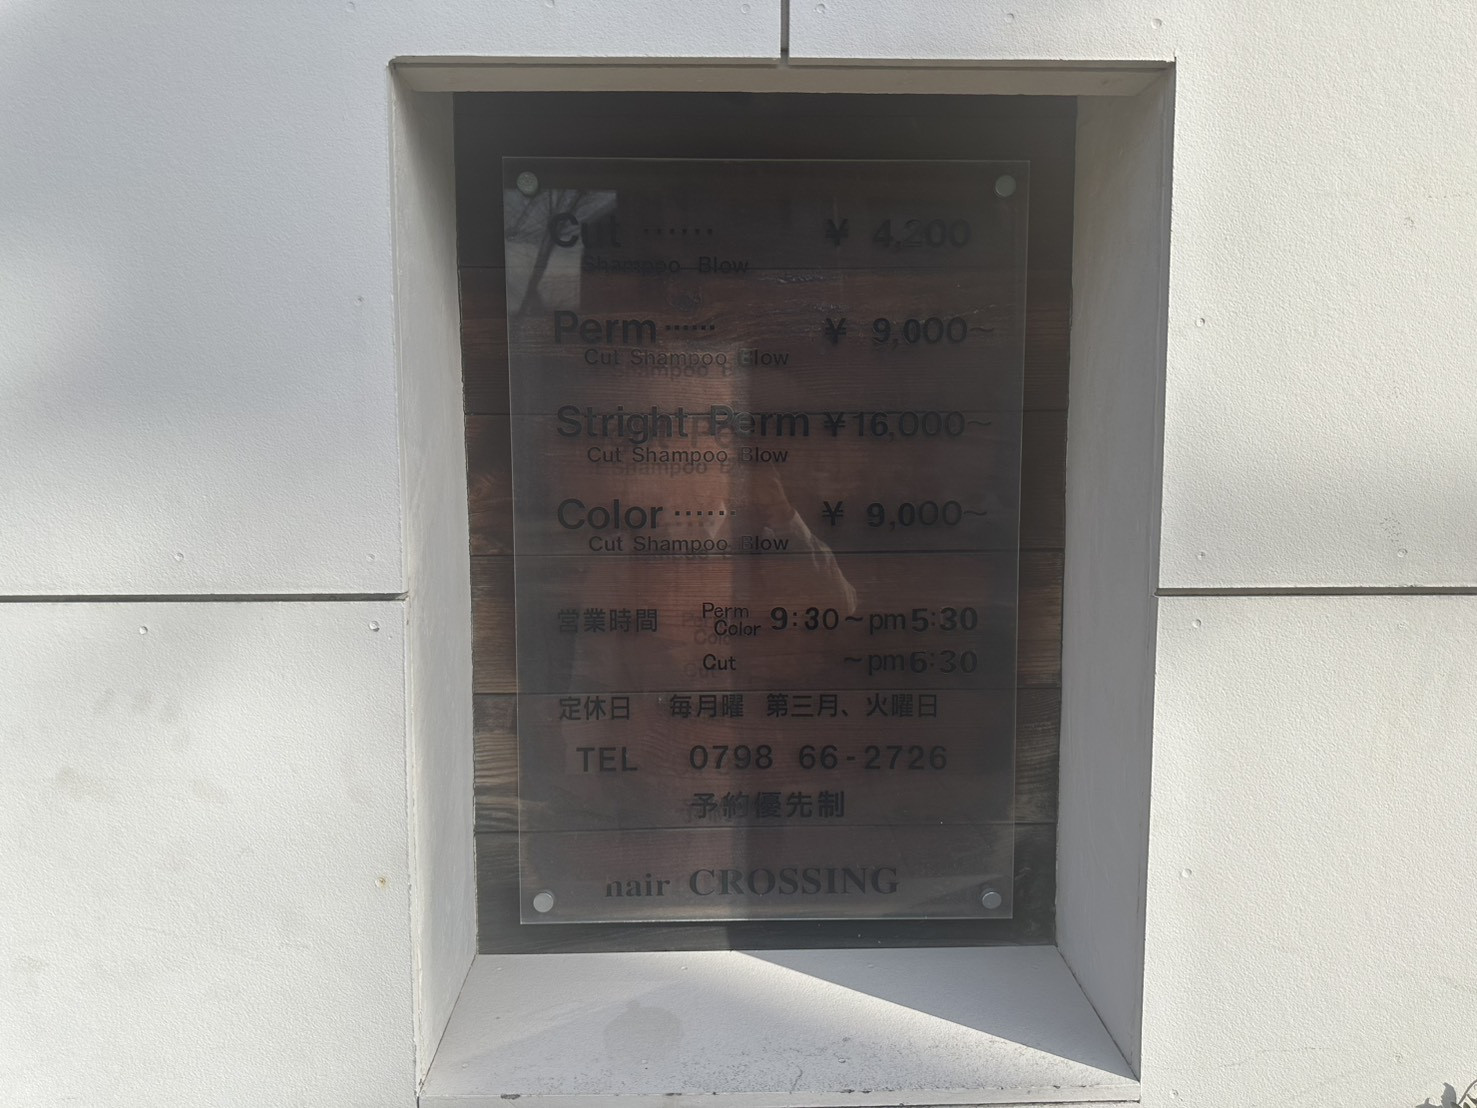 Cut ...... ¥ 4,200
Shampoo Blow
Perm ...... ¥ 9,000~
Cut Shampoo Blow
Stright Perm ¥16,000~
Cut Shampoo Blow
Color ...... ¥ 9,000~
Cut Shampoo Blow
営業時間 Perm Color 9:30~pm5:30
Cut ~pm6:30
定休日 毎月曜 第三月、火曜日
TEL 0798 66-2726
予約優先制
hair CROSSING